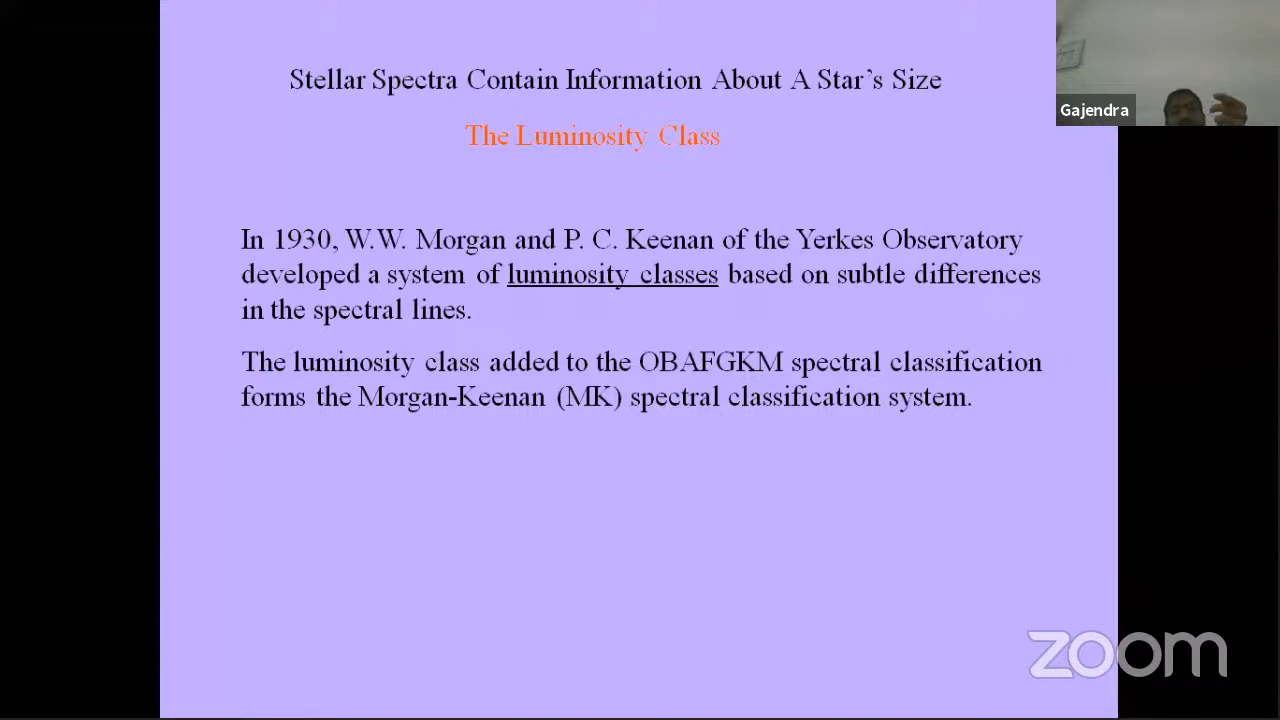 Stellar Spectra Contain Information About A Star’s Size
The Luminosity Class
Gajendra
In 1930, W.W. Morgan and P. C. Keenan of the Yerkes Observatory
developed a system of luminosity classes based on subtle differences
in the spectral lines.
The luminosity class added to the OBAFGKM spectral classification
forms the Morgan-Keenan (MK) spectral classification system.
zoom